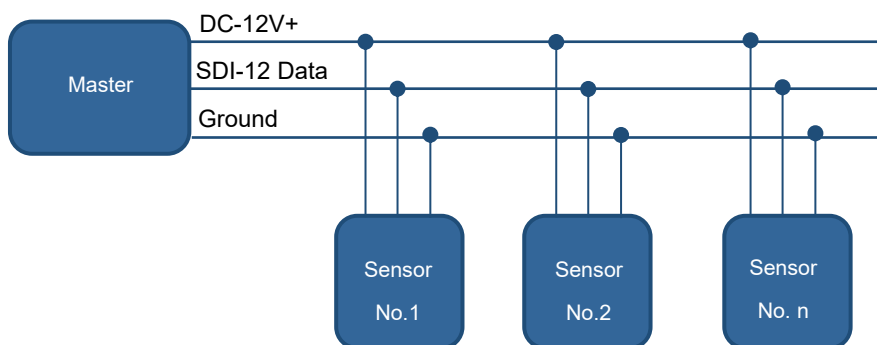 DC-12V+
Master
SDI-12 Data
Ground
Sensor
No.1
Sensor
No.2
Sensor
No. n